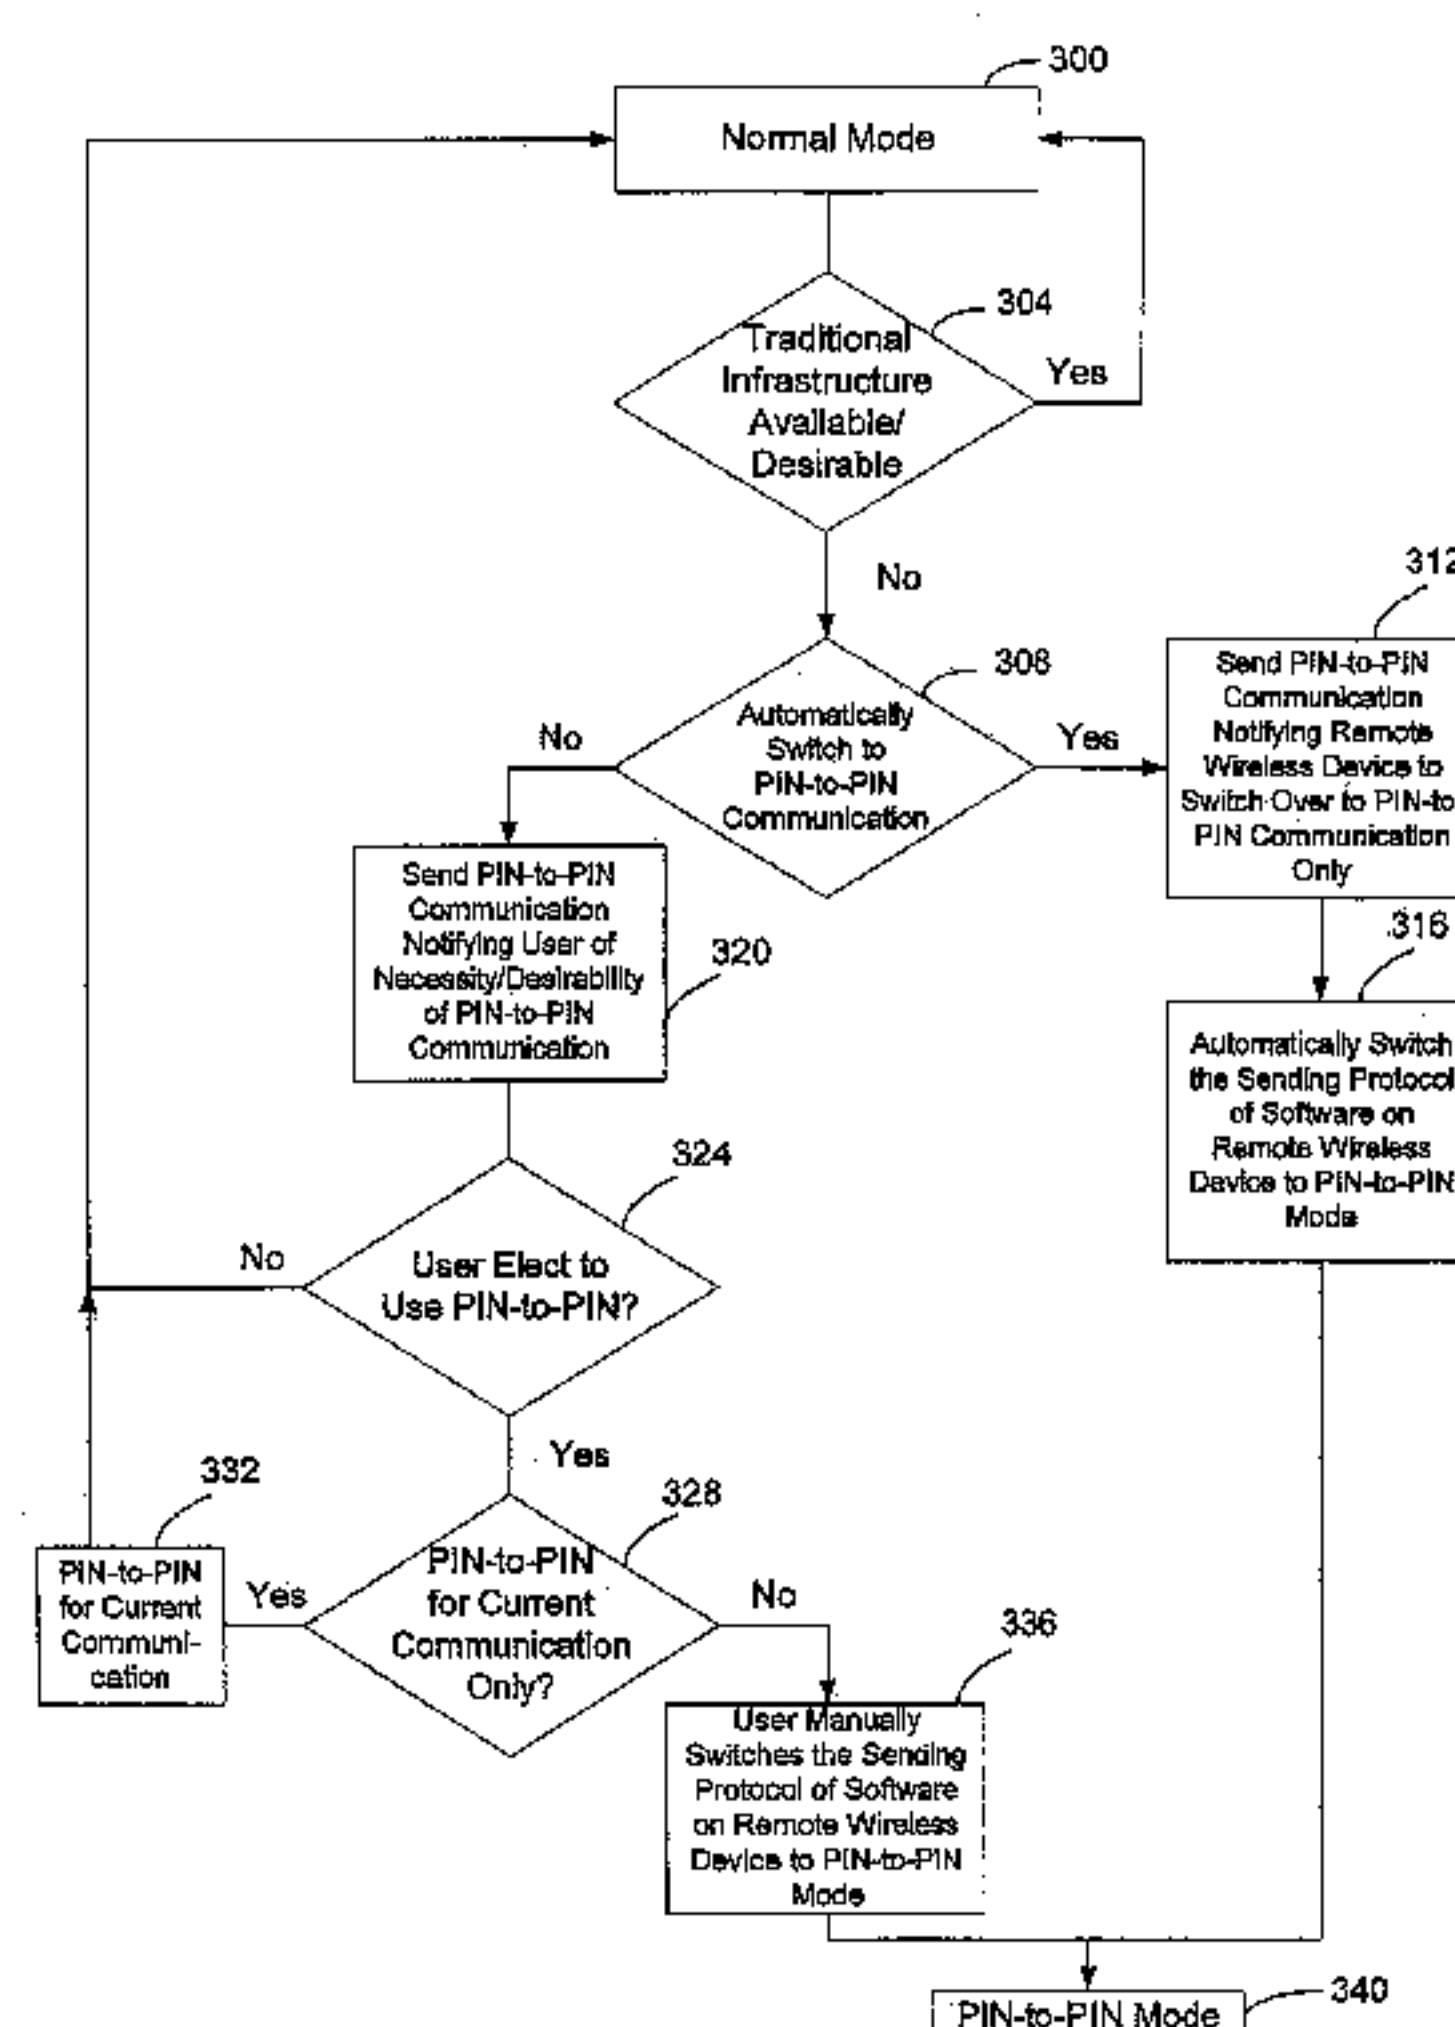 300
Normal Mode
304
Traditional
Infrastructure
Available/
Desirable
Yes
No
308
Automatically
Switch to
PIN-to-PIN
Communication
No
Yes
312
Send PIN-to-PIN
Communication
Notifying Remote
Wireless Device to
Switch Over to PIN-to-
PIN Communication
Only
316
Automatically Switch
the Sending Protocol
of Software on
Remote Wireless
Device to PIN-to-PIN
Mode
Send PIN-to-PIN
Communication
Notifying User of
Necessity/Desirability
of PIN-to-PIN
Communication
320
324
User Elect to
Use PIN-to-PIN?
No
Yes
328
PIN-to-PIN
for Current
Communication
Only?
Yes
No
332
PIN-to-PIN
for Current
Communi-
cation
336
User Manually
Switches the Sending
Protocol of Software
on Remote Wireless
Device to PIN-to-PIN
Mode
340
PIN-to-PIN Mode